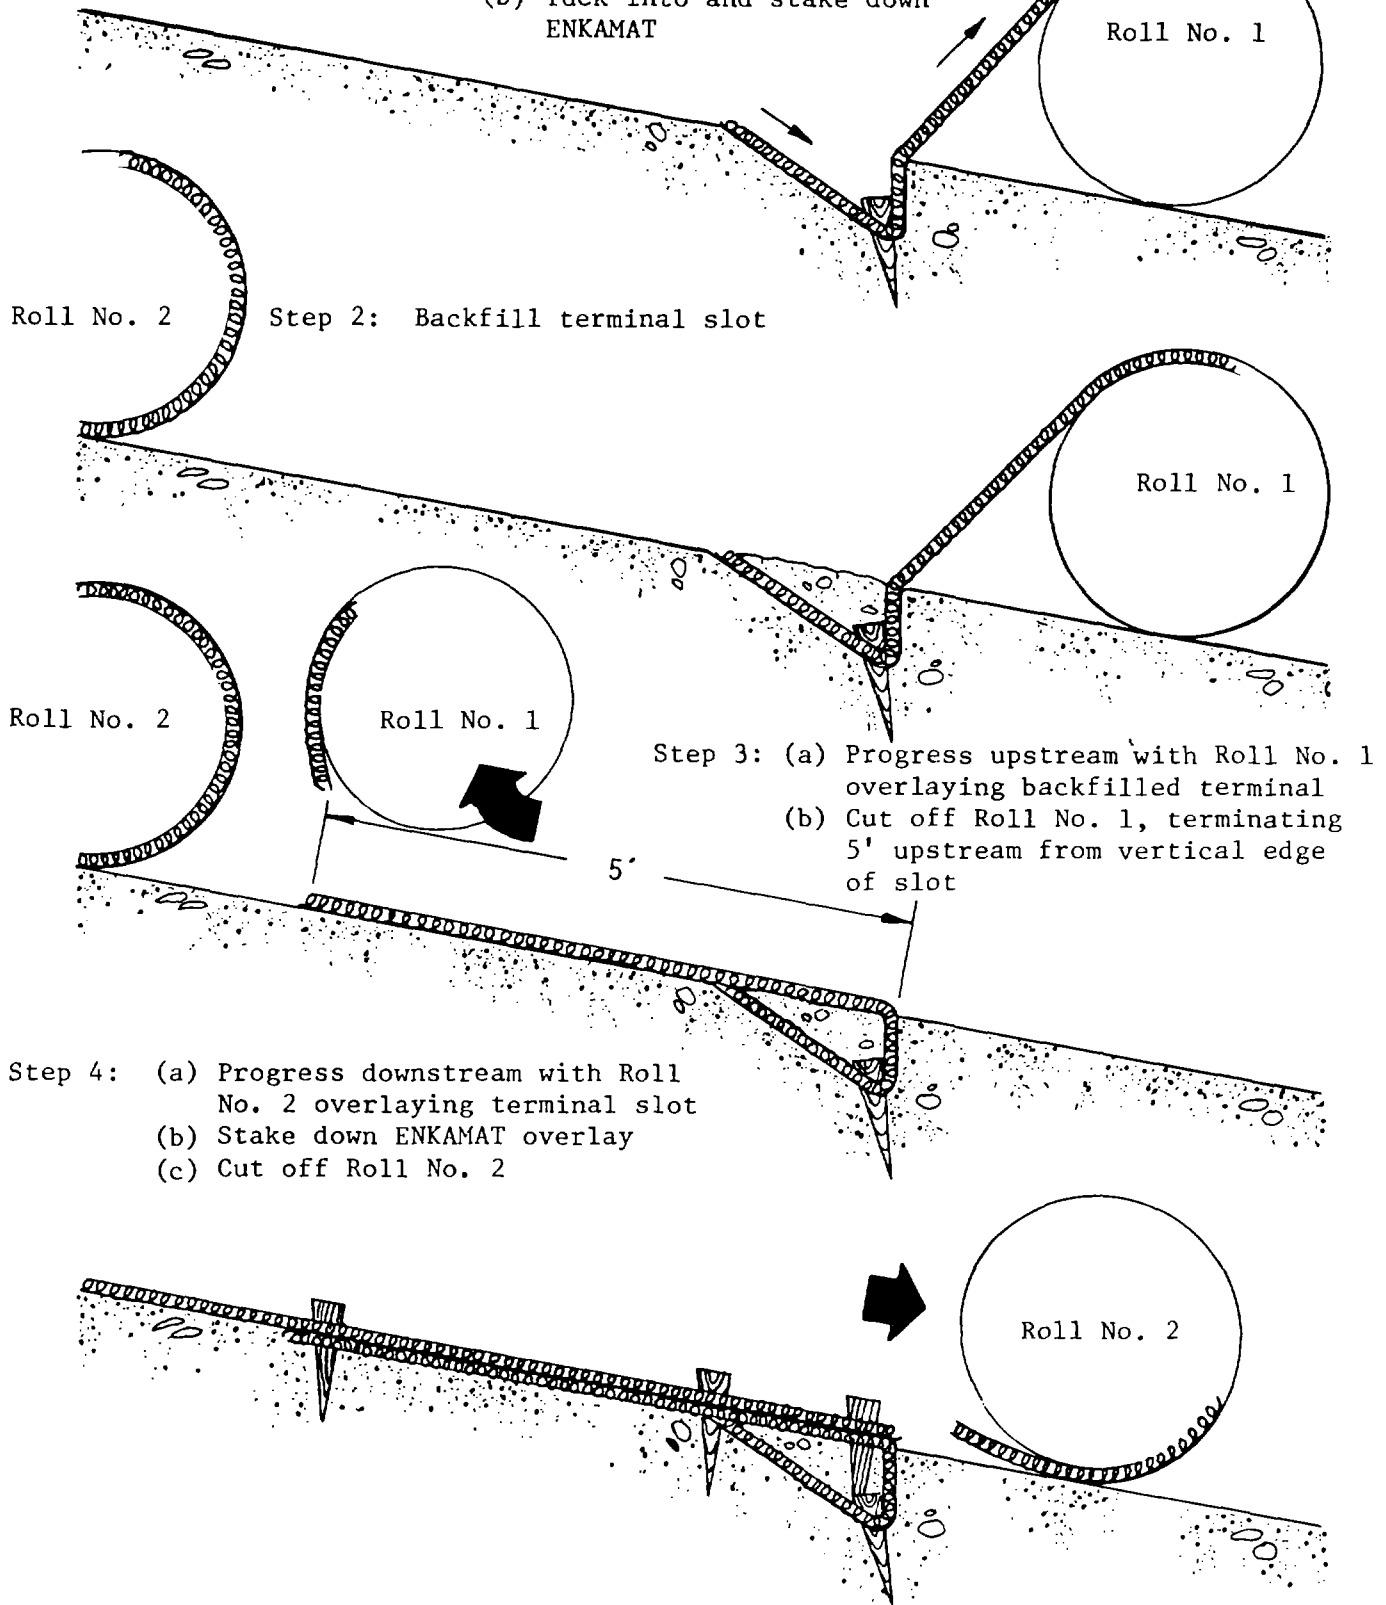 (b) Tuck into and stake down
ENKAMAT
Roll No. 1
Roll No. 2
Step 2: Backfill terminal slot
Roll No. 1
Roll No. 2
Roll No. 1
Step 3: (a) Progress upstream with Roll No. 1
overlaying backfilled terminal
(b) Cut off Roll No. 1, terminating
5' upstream from vertical edge
of slot
5'
Step 4: (a) Progress downstream with Roll
No. 2 overlaying terminal slot
(b) Stake down ENKAMAT overlay
(c) Cut off Roll No. 2
Roll No. 2